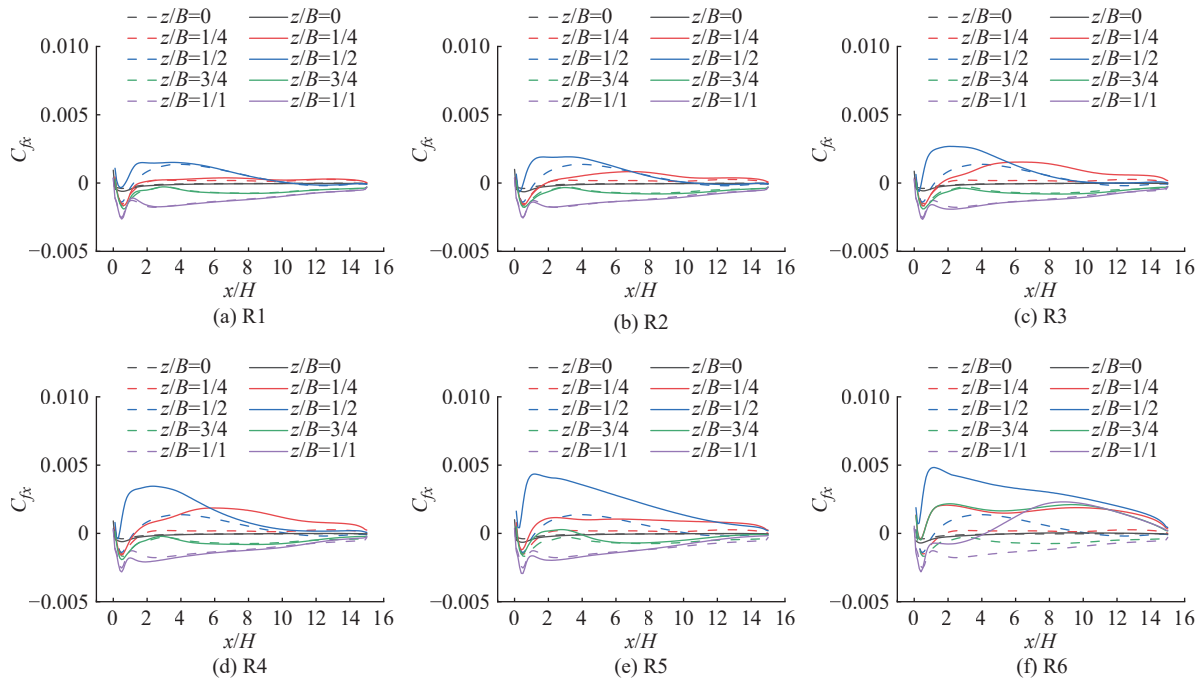 z/B=0 z/B=0
z/B=1/4 z/B=1/4
z/B=1/2 z/B=1/2
z/B=3/4 z/B=3/4
z/B=1/1 z/B=1/1
0.010
0.005
0
−0.005
C_fx
0 2 4 6 8 10 12 14 16
x/H
(a) R1
z/B=0 z/B=0
z/B=1/4 z/B=1/4
z/B=1/2 z/B=1/2
z/B=3/4 z/B=3/4
z/B=1/1 z/B=1/1
0.010
0.005
0
−0.005
C_fx
0 2 4 6 8 10 12 14 16
x/H
(b) R2
z/B=0 z/B=0
z/B=1/4 z/B=1/4
z/B=1/2 z/B=1/2
z/B=3/4 z/B=3/4
z/B=1/1 z/B=1/1
0.010
0.005
0
−0.005
C_fx
0 2 4 6 8 10 12 14 16
x/H
(c) R3
z/B=0 z/B=0
z/B=1/4 z/B=1/4
z/B=1/2 z/B=1/2
z/B=3/4 z/B=3/4
z/B=1/1 z/B=1/1
0.010
0.005
0
−0.005
C_fx
0 2 4 6 8 10 12 14 16
x/H
(d) R4
z/B=0 z/B=0
z/B=1/4 z/B=1/4
z/B=1/2 z/B=1/2
z/B=3/4 z/B=3/4
z/B=1/1 z/B=1/1
0.010
0.005
0
−0.005
C_fx
0 2 4 6 8 10 12 14 16
x/H
(e) R5
z/B=0 z/B=0
z/B=1/4 z/B=1/4
z/B=1/2 z/B=1/2
z/B=3/4 z/B=3/4
z/B=1/1 z/B=1/1
0.010
0.005
0
−0.005
C_fx
0 2 4 6 8 10 12 14 16
x/H
(f) R6